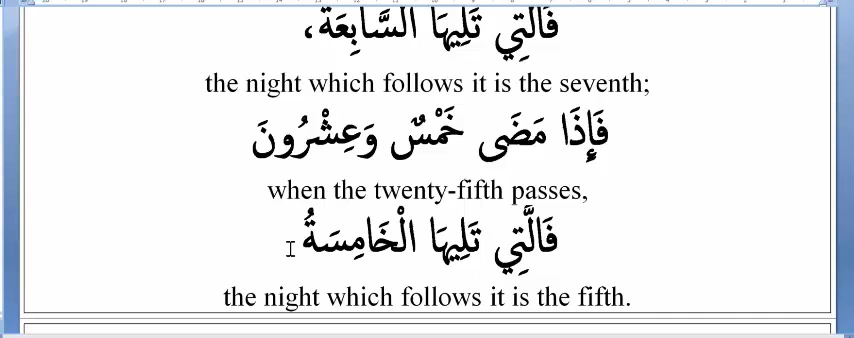 فَالَّتِي تَلِيهَا السَّابِعَةُ،
the night which follows it is the seventh;
فَإِذَا مَضَى خَمْسٌ وَعِشْرُونَ
when the twenty-fifth passes,
فَالَّتِي تَلِيهَا الْخَامِسَةُ
the night which follows it is the fifth.